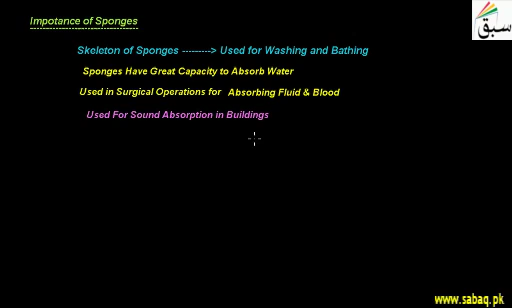 Impotance of Sponges
سبق
Skeleton of Sponges ---------> Used for Washing and Bathing
Sponges Have Great Capacity to Absorb Water
Used in Surgical Operations for Absorbing Fluid & Blood
Used For Sound Absorption in Buildings
www.sabaq.pk